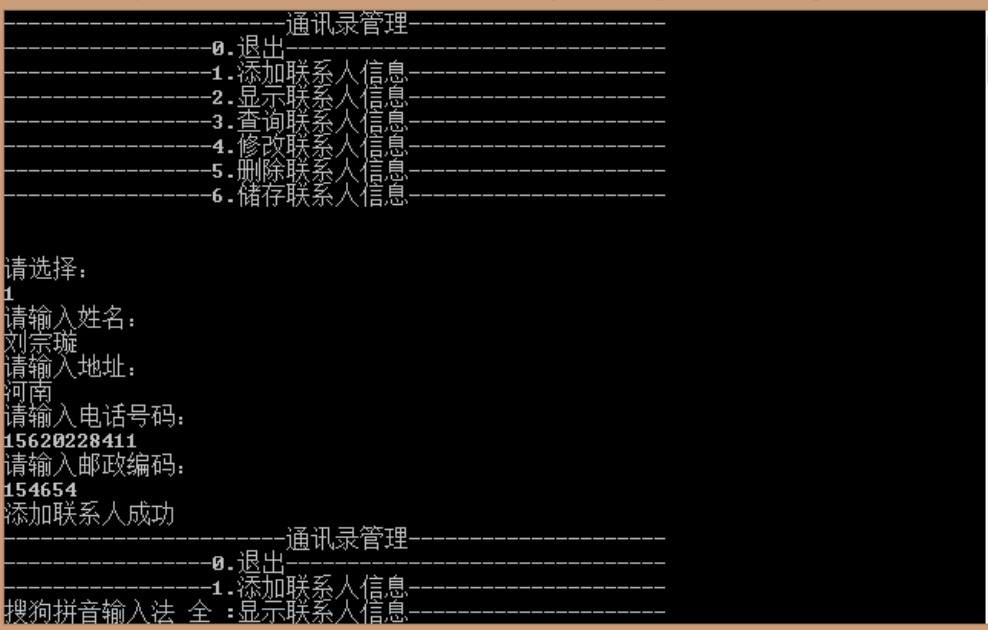 -----------------------通讯录管理---------------------
-----------------0.退出-------------------------------
-----------------1.添加联系人信息---------------------
-----------------2.显示联系人信息---------------------
-----------------3.查询联系人信息---------------------
-----------------4.修改联系人信息---------------------
-----------------5.删除联系人信息---------------------
-----------------6.储存联系人信息---------------------
请选择:
1
请输入姓名:
刘宗璇
请输入地址:
河南
请输入电话号码:
15620228411
请输入邮政编码:
154654
添加联系人成功
-----------------------通讯录管理---------------------
-----------------0.退出-------------------------------
-----------------1.添加联系人信息---------------------
搜狗拼音输入法 全 :显示联系人信息---------------------